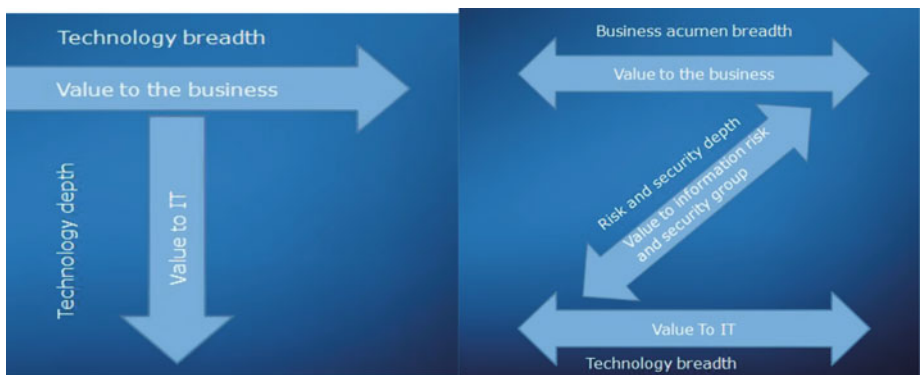 Technology breadth
Value to the business
Technology depth
Value to IT
Business acumen breadth
Value to the business
Risk and security depth
Value to information risk
and security group
Value To IT
Technology breadth